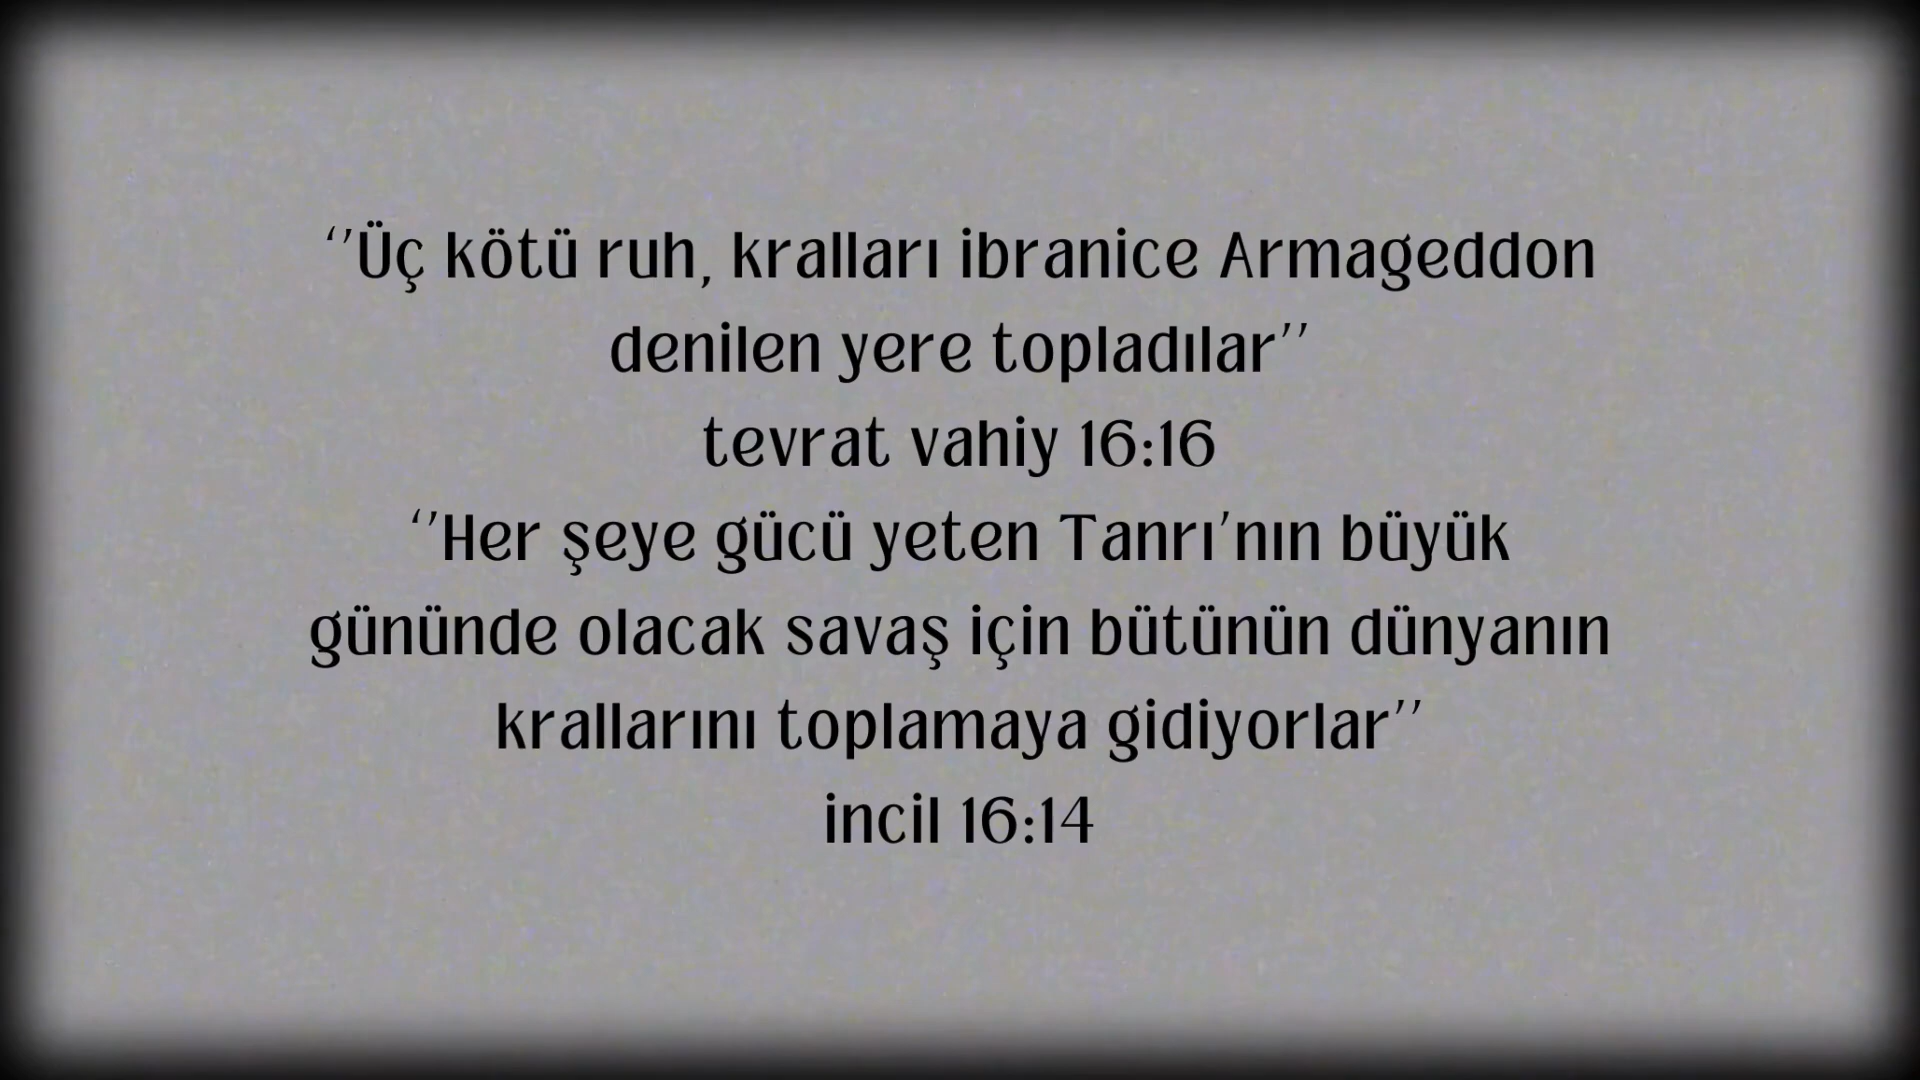 ‘’Üç kötü ruh, kralları ibranice Armageddon
denilen yere topladılar’’
tevrat vahiy 16:16
‘’Her şeye gücü yeten Tanrı’nın büyük
gününde olacak savaş için bütünün dünyanın
krallarını toplamaya gidiyorlar’’
incil 16:14